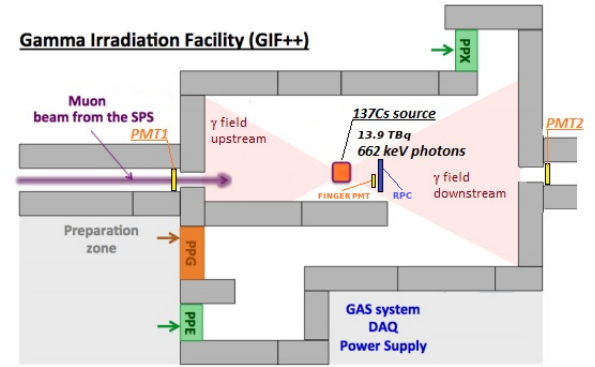 Gamma Irradiation Facility (GIF++)
PPX
Muon
beam from the SPS
PMT1
γ field
upstream
137Cs source
13.9 TBq
662 keV photons
PMT2
FINGER PMT
RPC
γ field
downstream
Preparation
zone
PPG
PPE
GAS system
DAQ
Power Supply